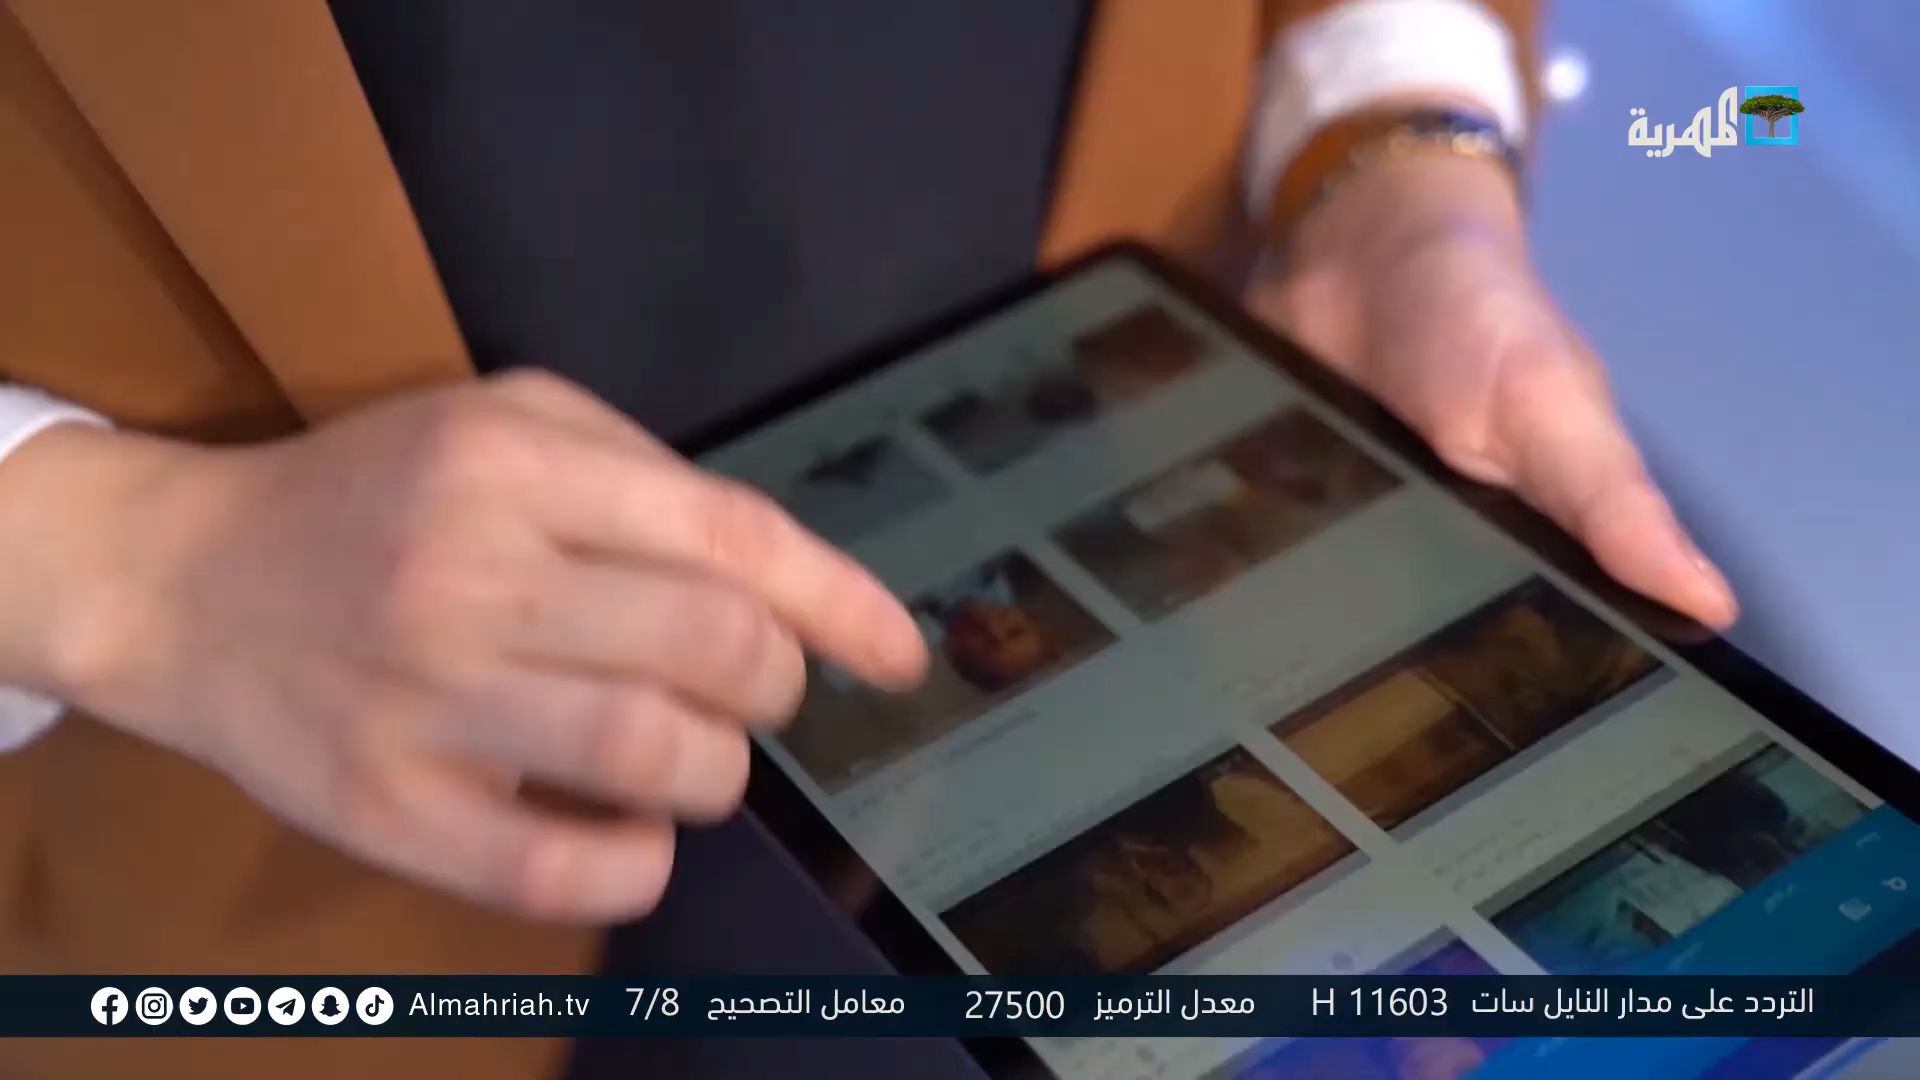 المهرية
التردد على مدار النايل سات H 11603 معدل الترميز 27500 معامل التصحيح 7/8 Almahriah.tv